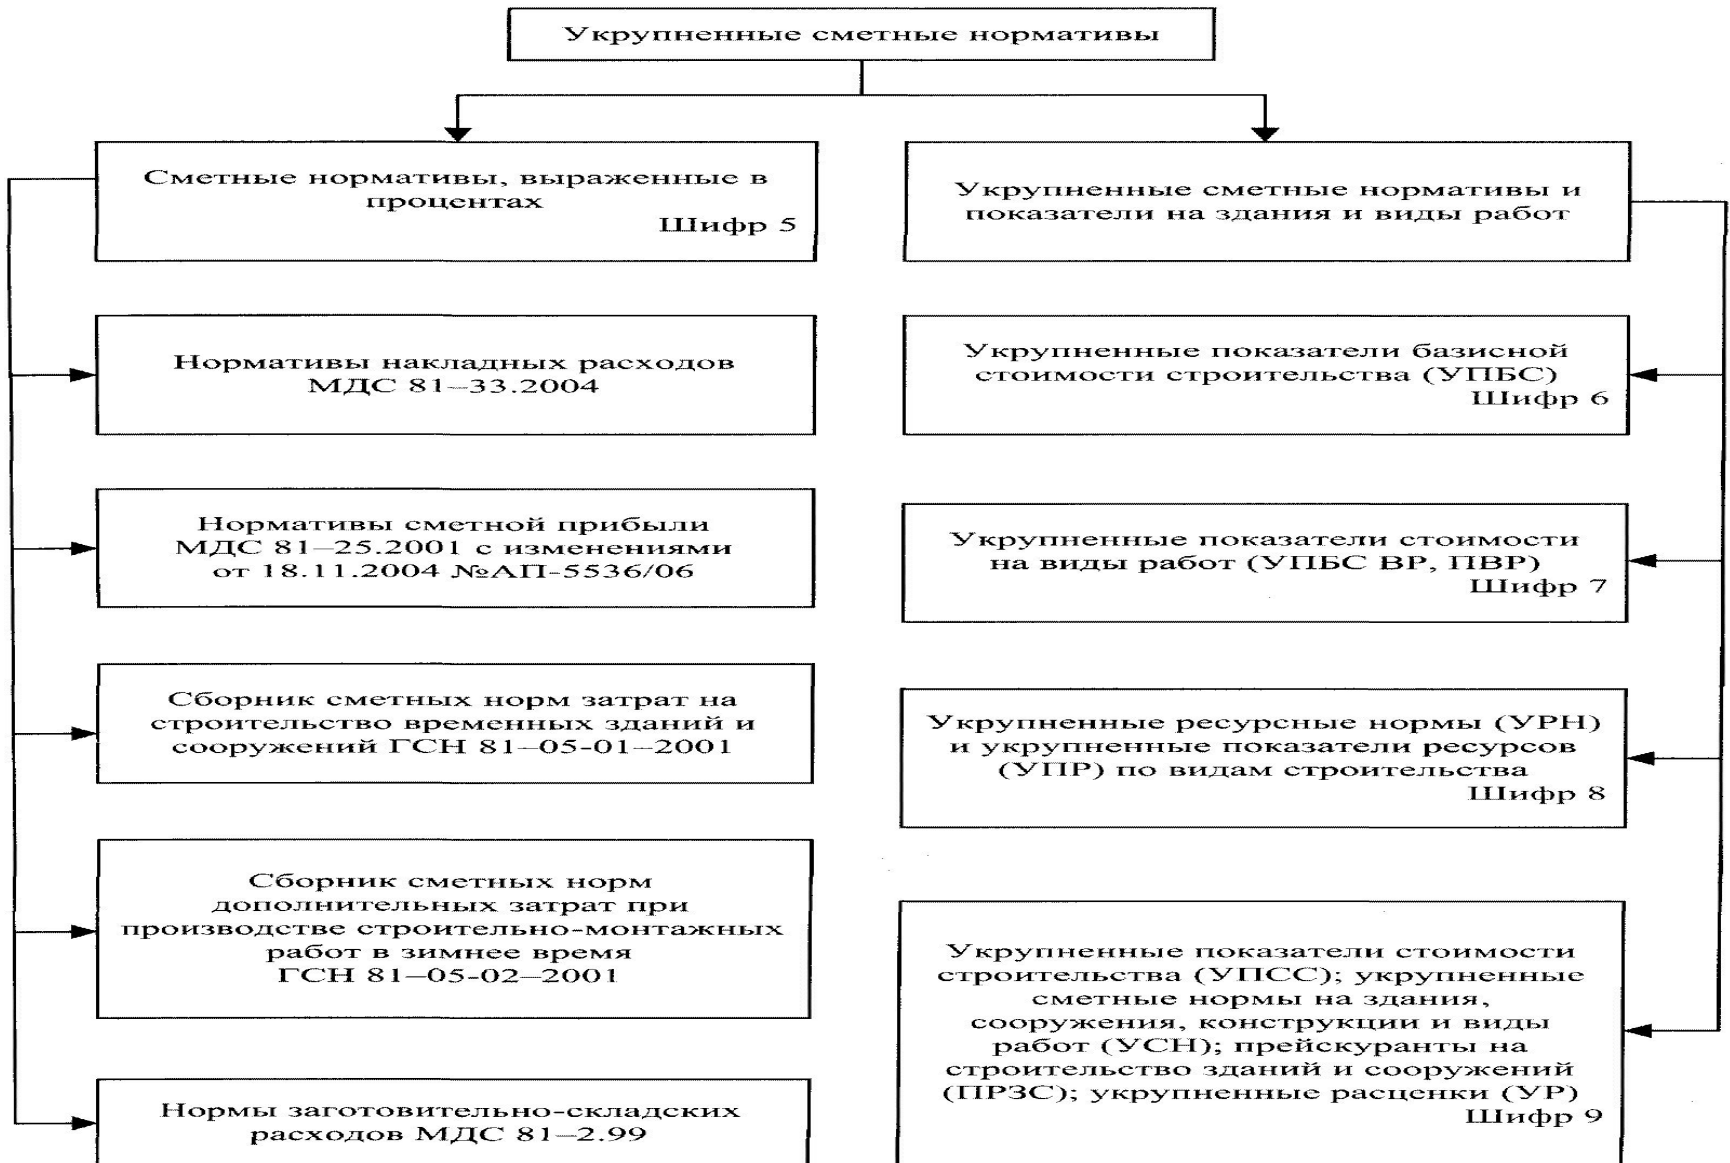 Укрупненные сметные нормативы
Сметные нормативы, выраженные в
процентах
Шифр 5
Нормативы накладных расходов
МДС 81–33.2004
Нормативы сметной прибыли
МДС 81–25.2001 с изменениями
от 18.11.2004 №АП-5536/06
Сборник сметных норм затрат на
строительство временных зданий и
сооружений ГСН 81–05-01–2001
Сборник сметных норм
дополнительных затрат при
производстве строительно-монтажных
работ в зимнее время
ГСН 81–05-02–2001
Нормы заготовительно-складских
расходов МДС 81–2.99
Укрупненные сметные нормативы и
показатели на здания и виды работ
Укрупненные показатели базисной
стоимости строительства (УПБС)
Шифр 6
Укрупненные показатели стоимости
на виды работ (УПБС ВР, ПВР)
Шифр 7
Укрупненные ресурсные нормы (УРН)
и укрупненные показатели ресурсов
(УПР) по видам строительства
Шифр 8
Укрупненные показатели стоимости
строительства (УПСС); укрупненные
сметные нормы на здания,
сооружения, конструкции и виды
работ (УСН); прейскуранты на
строительство зданий и сооружений
(ПРЗС); укрупненные расценки (УР)
Шифр 9